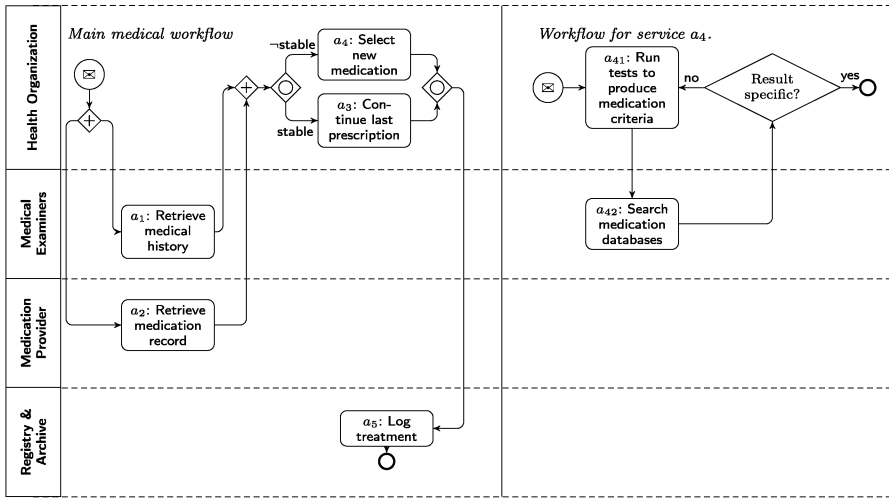 Main medical workflow
Health Organization
¬stable
a₄: Select
new
medication
stable
a₃: Con-
tinue last
prescription
Medical
Examiners
a₁: Retrieve
medical
history
Medication
Provider
a₂: Retrieve
medication
record
Registry &
Archive
a₅: Log
treatment
Workflow for service a₄.
a₄₁: Run
tests to
produce
medication
criteria
no
Result
specific?
yes
a₄₂: Search
medication
databases